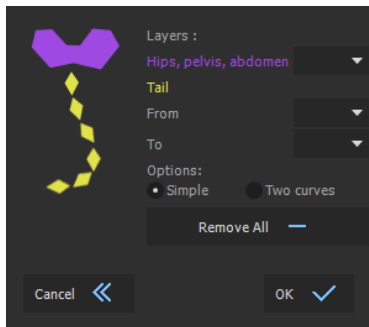 Layers :
Hips, pelvis, abdomen
Tail
From
To
Options:
Simple Two curves
Remove All
Cancel OK